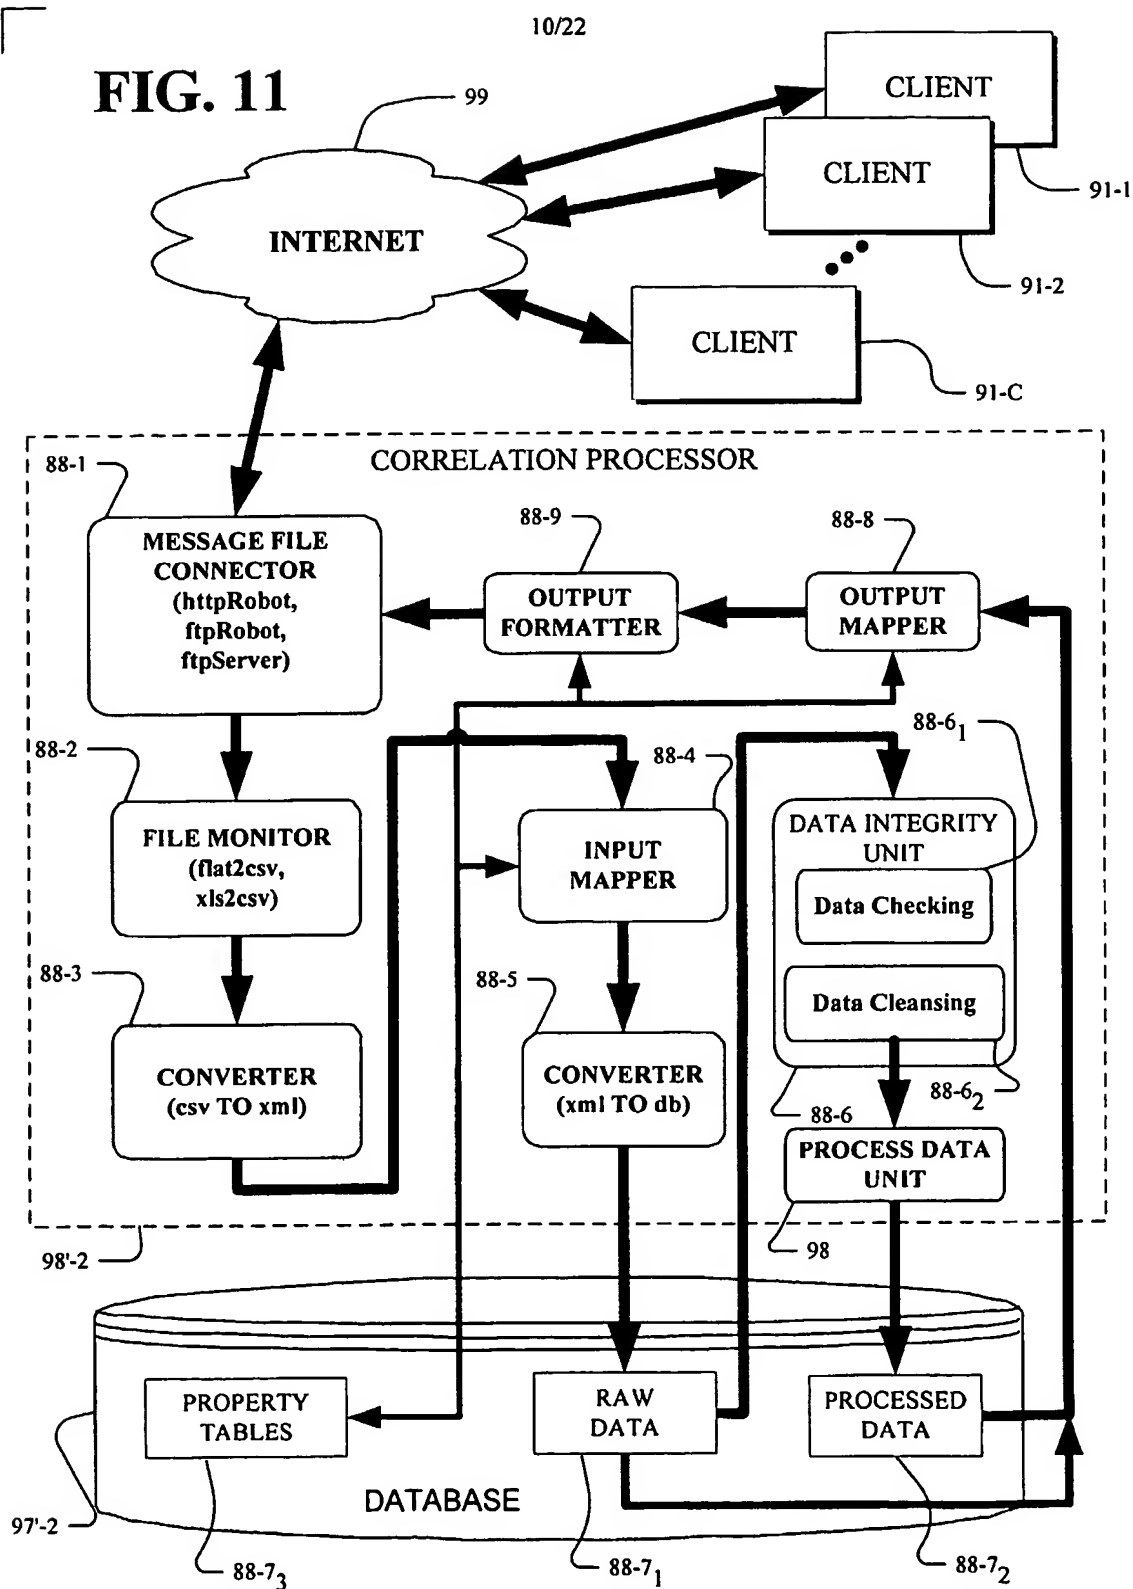 10/22
FIG. 11
99
CLIENT
91-1
CLIENT
91-2
INTERNET
CLIENT
91-C
CORRELATION PROCESSOR
88-1
MESSAGE FILE
CONNECTOR
(httpRobot,
ftpRobot,
ftpServer)
88-9
OUTPUT
FORMATTER
88-8
OUTPUT
MAPPER
88-2
FILE MONITOR
(flat2csv,
xls2csv)
88-4
INPUT
MAPPER
88-6₁
DATA INTEGRITY
UNIT
Data Checking
Data Cleansing
88-6₂
88-6
88-3
CONVERTER
(csv TO xml)
88-5
CONVERTER
(xml TO db)
PROCESS DATA
UNIT
98
98'-2
PROPERTY
TABLES
RAW
DATA
PROCESSED
DATA
DATABASE
97'-2
88-7₃
88-7₁
88-7₂